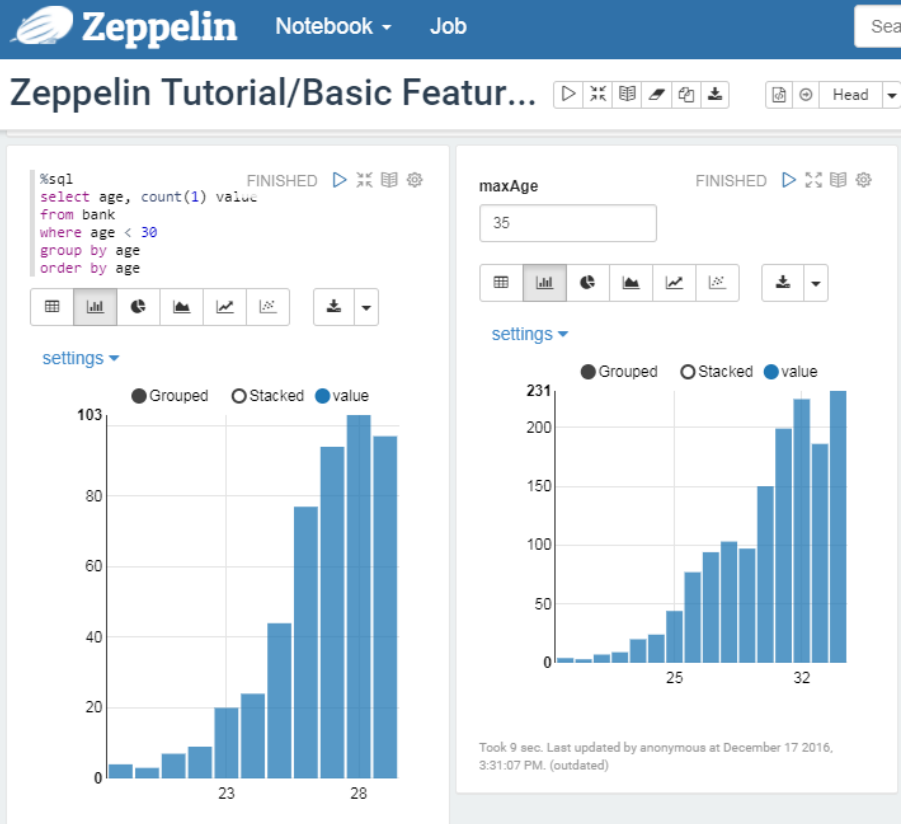 Zeppelin Notebook Job Sea
Zeppelin Tutorial/Basic Featur... Head
%sql FINISHED
select age, count(1) value
from bank
where age < 30
group by age
order by age
settings
Grouped Stacked value
103
80
60
40
20
0
23 28
maxAge FINISHED
35
settings
Grouped Stacked value
231
200
150
100
50
0
25 32
Took 9 sec. Last updated by anonymous at December 17 2016,
3:31:07 PM. (outdated)